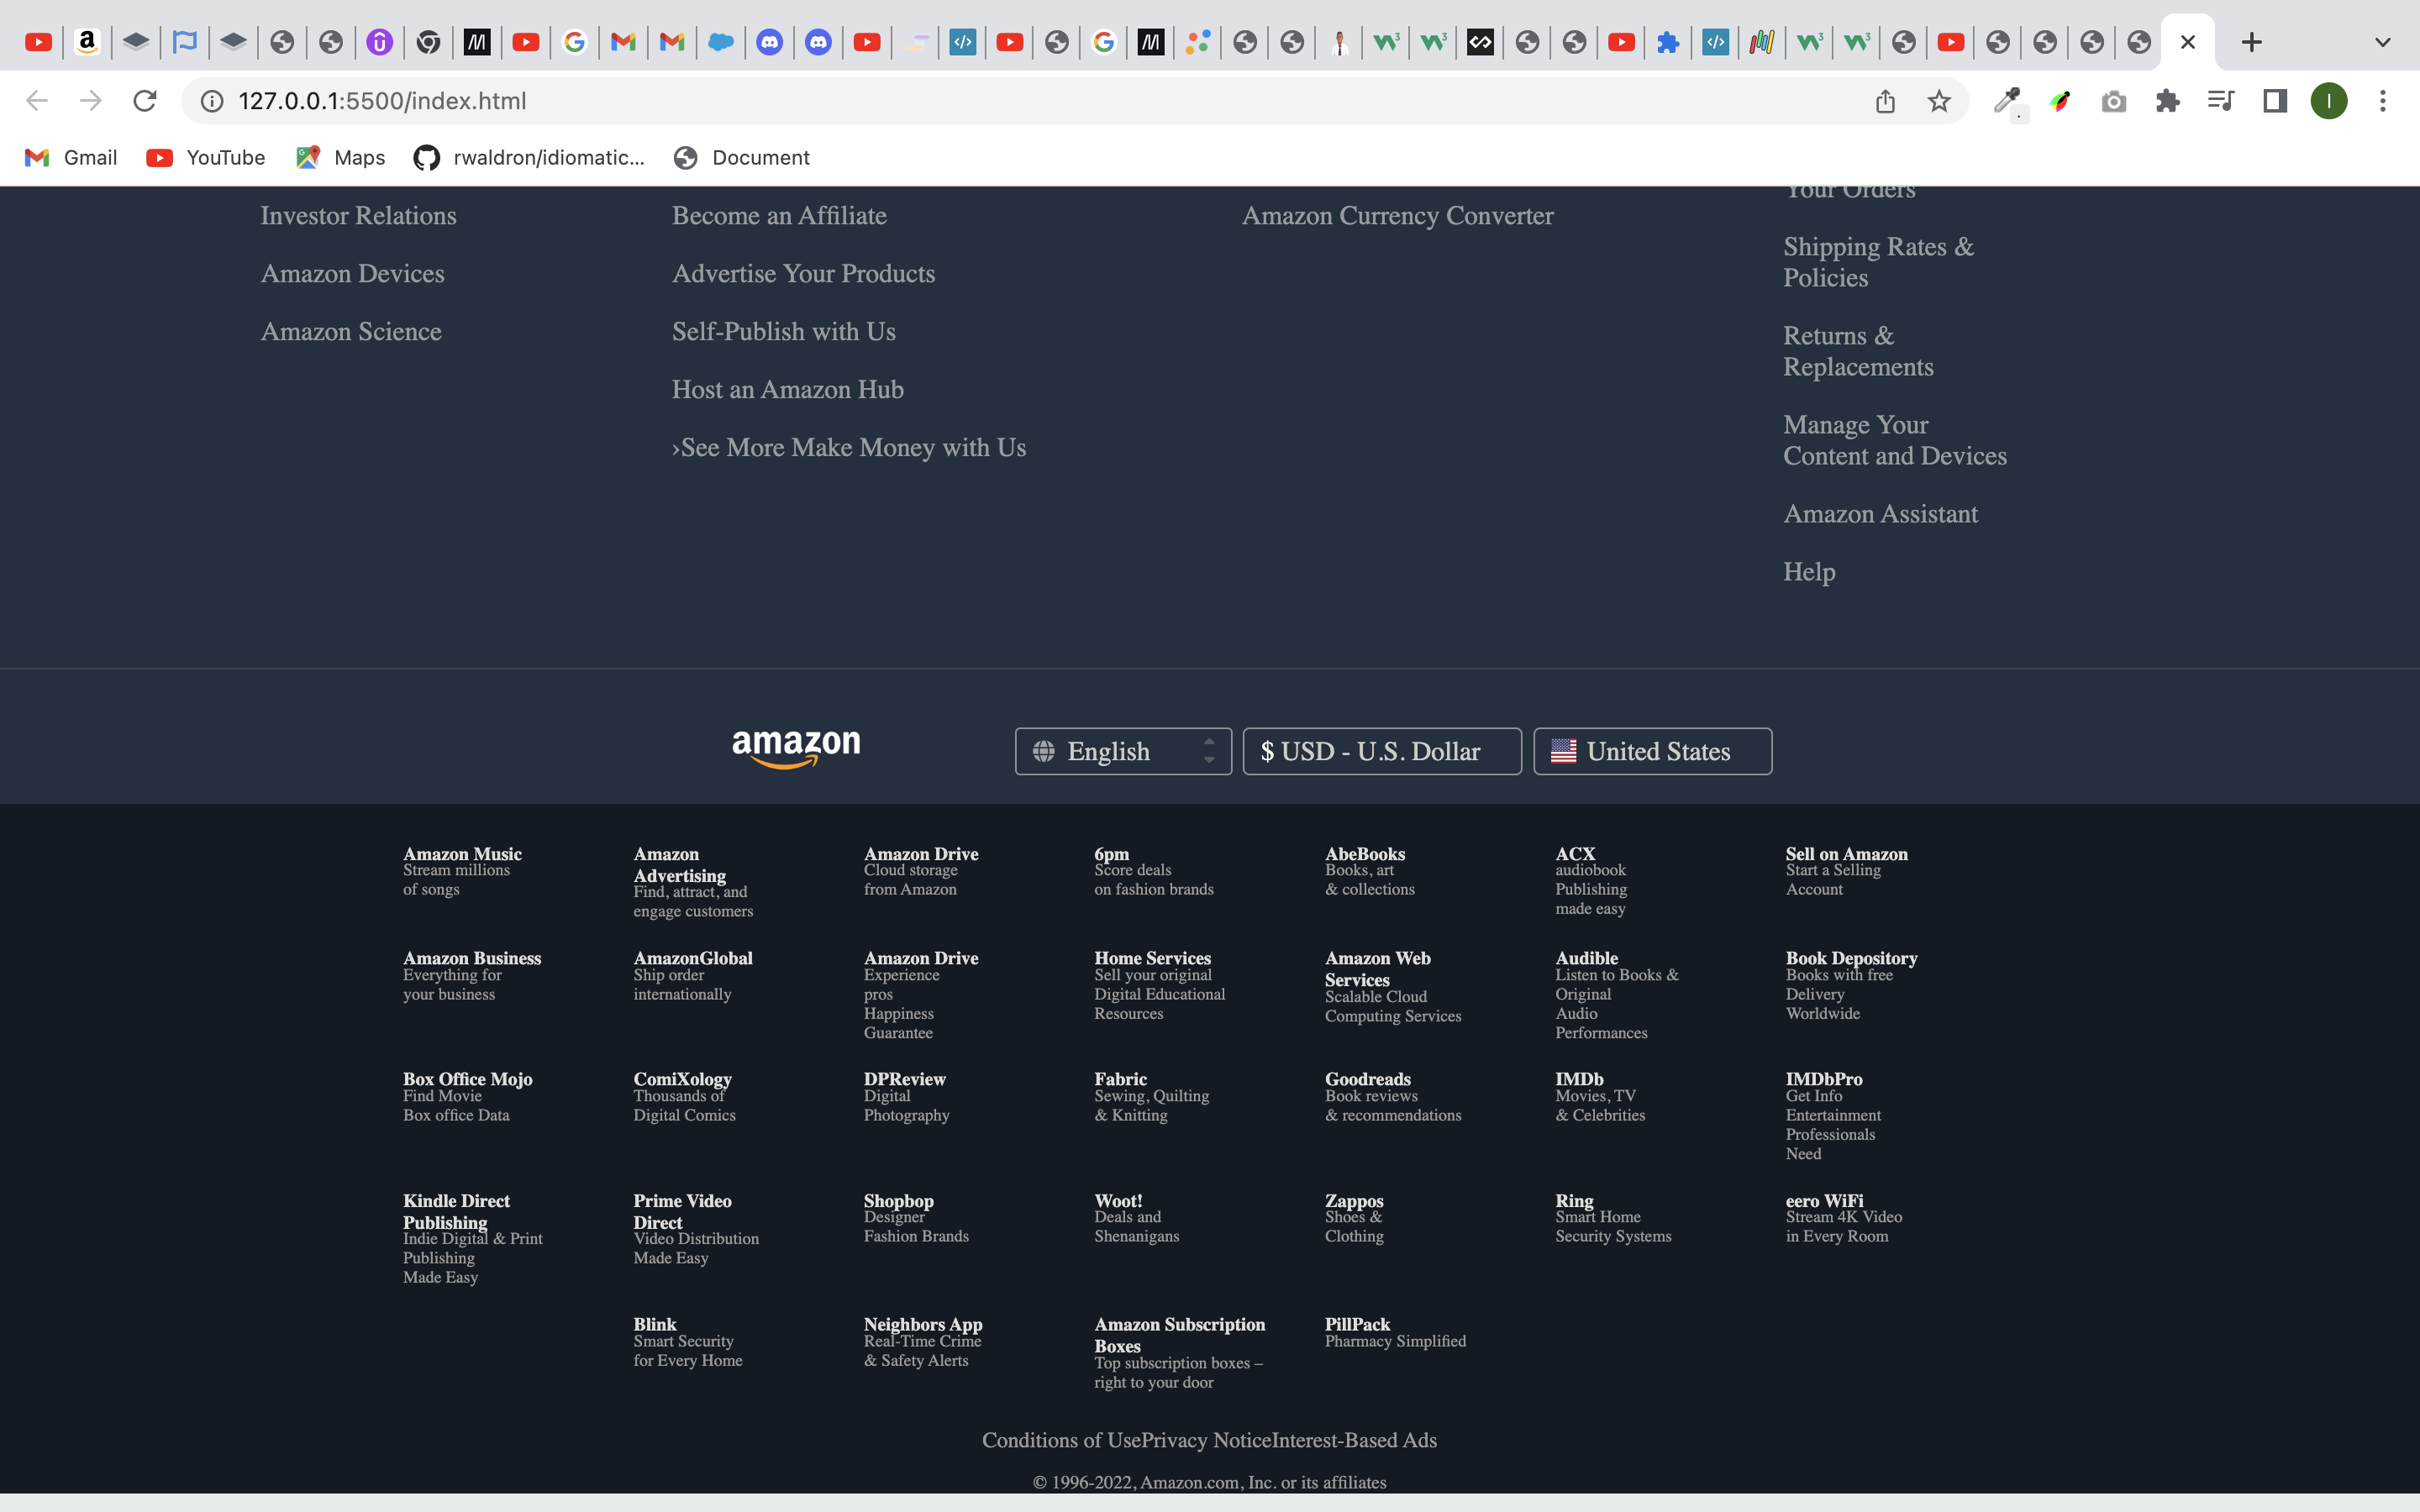 127.0.0.1:5500/index.html
Gmail YouTube Maps rwaldron/idiomatic... Document
Investor Relations
Amazon Devices
Amazon Science
Become an Affiliate
Advertise Your Products
Self-Publish with Us
Host an Amazon Hub
›See More Make Money with Us
Amazon Currency Converter
Your Orders
Shipping Rates &
Policies
Returns &
Replacements
Manage Your
Content and Devices
Amazon Assistant
Help
amazon
English
$ USD - U.S. Dollar
United States
Amazon Music
Stream millions
of songs
Amazon
Advertising
Find, attract, and
engage customers
Amazon Drive
Cloud storage
from Amazon
6pm
Score deals
on fashion brands
AbeBooks
Books, art
& collections
ACX
audiobook
Publishing
made easy
Sell on Amazon
Start a Selling
Account
Amazon Business
Everything for
your business
AmazonGlobal
Ship order
internationally
Amazon Drive
Experience
pros
Happiness
Guarantee
Home Services
Sell your original
Digital Educational
Resources
Amazon Web
Services
Scalable Cloud
Computing Services
Audible
Listen to Books &
Original
Audio
Performances
Book Depository
Books with free
Delivery
Worldwide
Box Office Mojo
Find Movie
Box office Data
ComiXology
Thousands of
Digital Comics
DPReview
Digital
Photography
Fabric
Sewing, Quilting
& Knitting
Goodreads
Book reviews
& recommendations
IMDb
Movies, TV
& Celebrities
IMDbPro
Get Info
Entertainment
Professionals
Need
Kindle Direct
Publishing
Indie Digital & Print
Publishing
Made Easy
Prime Video
Direct
Video Distribution
Made Easy
Shopbop
Designer
Fashion Brands
Woot!
Deals and
Shenanigans
Zappos
Shoes &
Clothing
Ring
Smart Home
Security Systems
eero WiFi
Stream 4K Video
in Every Room
Blink
Smart Security
for Every Home
Neighbors App
Real-Time Crime
& Safety Alerts
Amazon Subscription
Boxes
Top subscription boxes –
right to your door
PillPack
Pharmacy Simplified
Conditions of UsePrivacy NoticeInterest-Based Ads
© 1996-2022, Amazon.com, Inc. or its affiliates